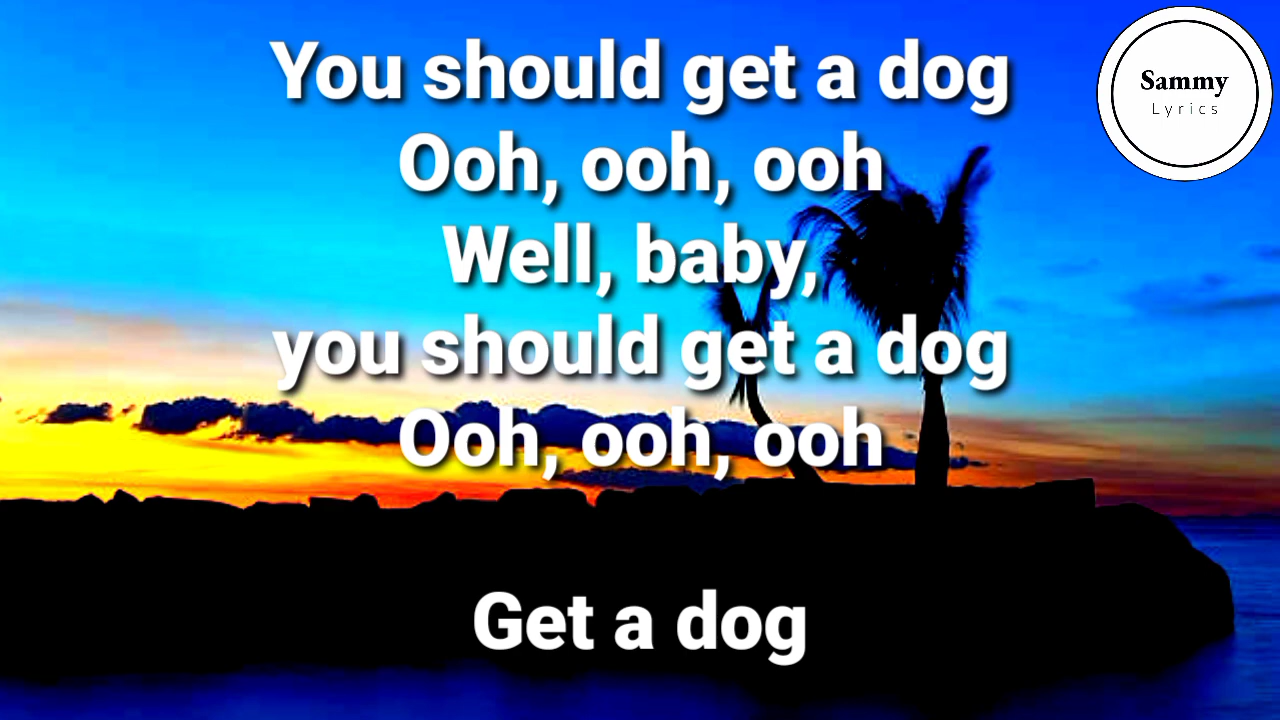 You should get a dog
Ooh, ooh, ooh
Well, baby,
you should get a dog
Ooh, ooh, ooh
Get a dog
Sammy
Lyrics